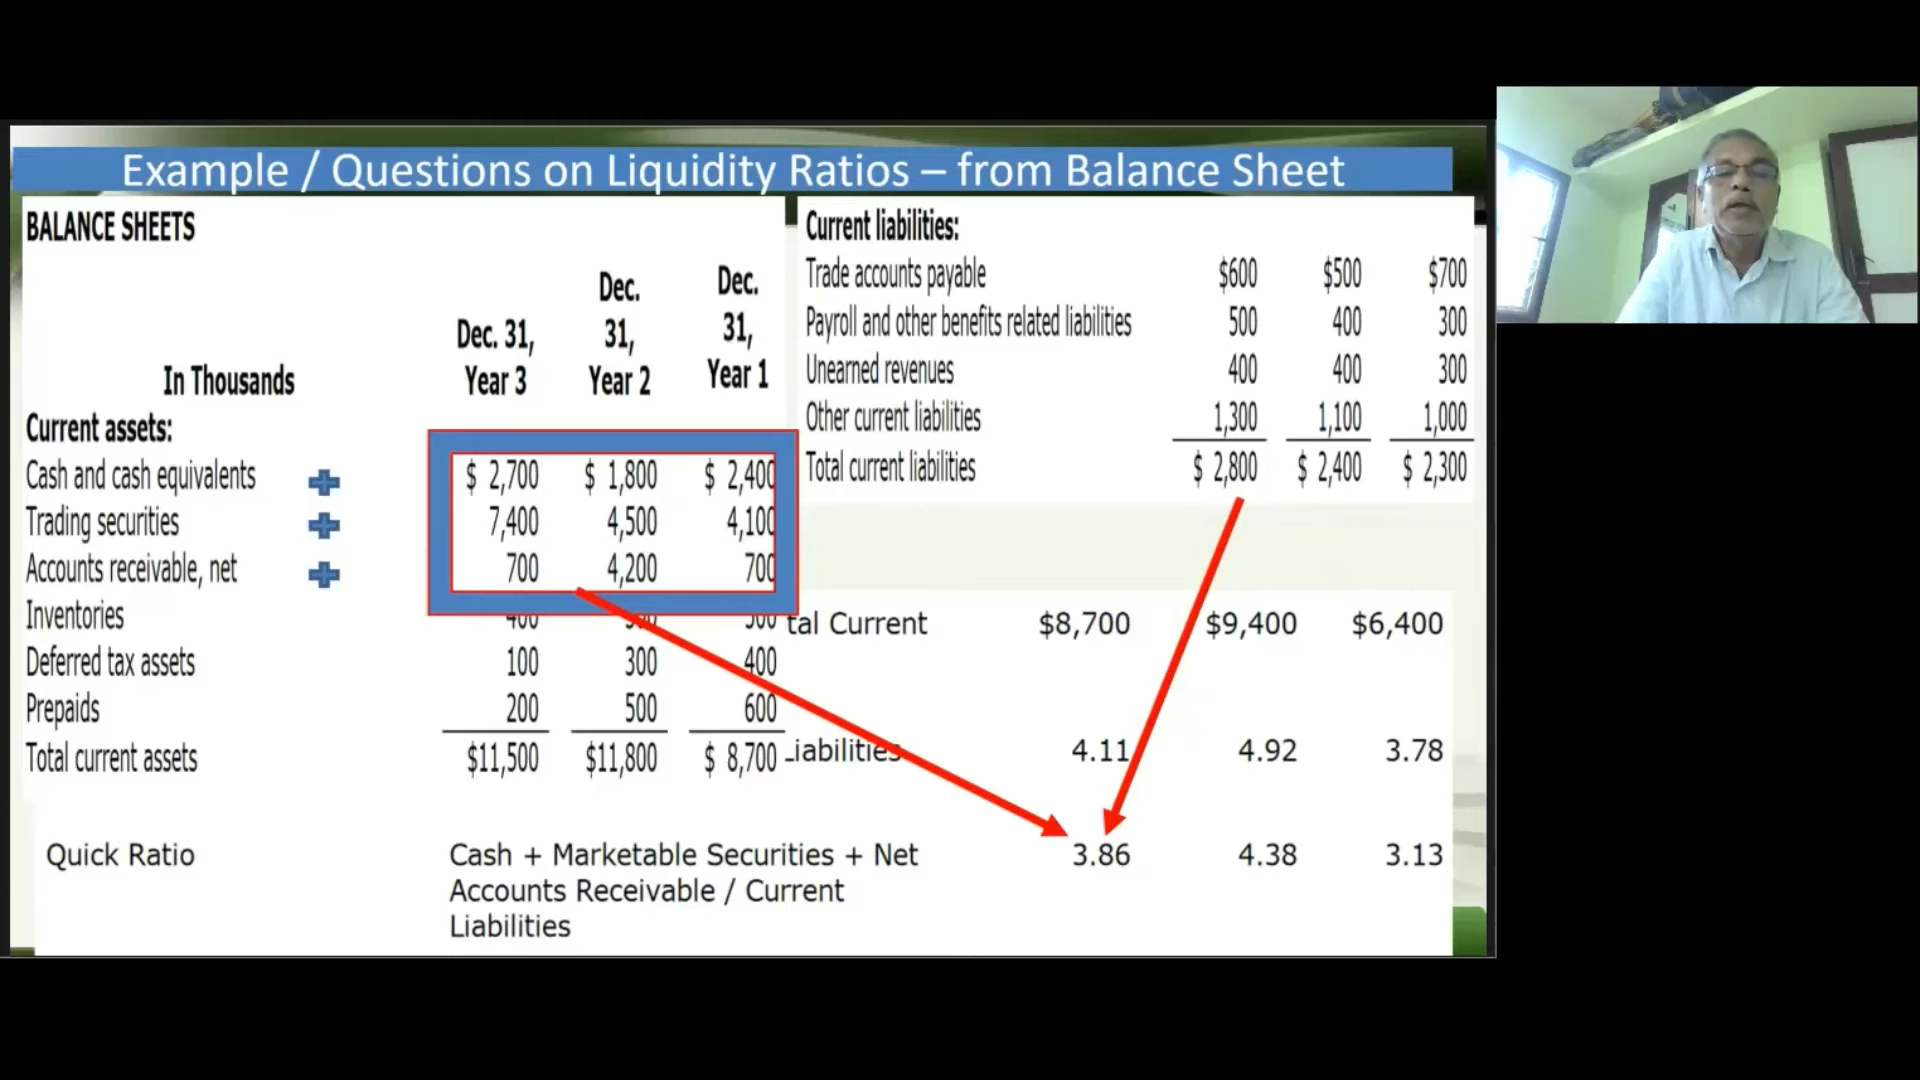 Example / Questions on Liquidity Ratios – from Balance Sheet
BALANCE SHEETS
In Thousands
Dec. 31, Year 3
Dec. 31, Year 2
Dec. 31, Year 1
Current assets:
Cash and cash equivalents $ 2,700 $ 1,800 $ 2,400
Trading securities 7,400 4,500 4,100
Accounts receivable, net 700 4,200 700
Inventories
Deferred tax assets 100 300 400
Prepaids 200 500 600
Total current assets $11,500 $11,800 $ 8,700
Current liabilities:
Trade accounts payable $600 $500 $700
Payroll and other benefits related liabilities 500 400 300
Unearned revenues 400 400 300
Other current liabilities 1,300 1,100 1,000
Total current liabilities $ 2,800 $ 2,400 $ 2,300
tal Current $8,700 $9,400 $6,400
Liabilities 4.11 4.92 3.78
Quick Ratio Cash + Marketable Securities + Net 3.86 4.38 3.13
Accounts Receivable / Current
Liabilities